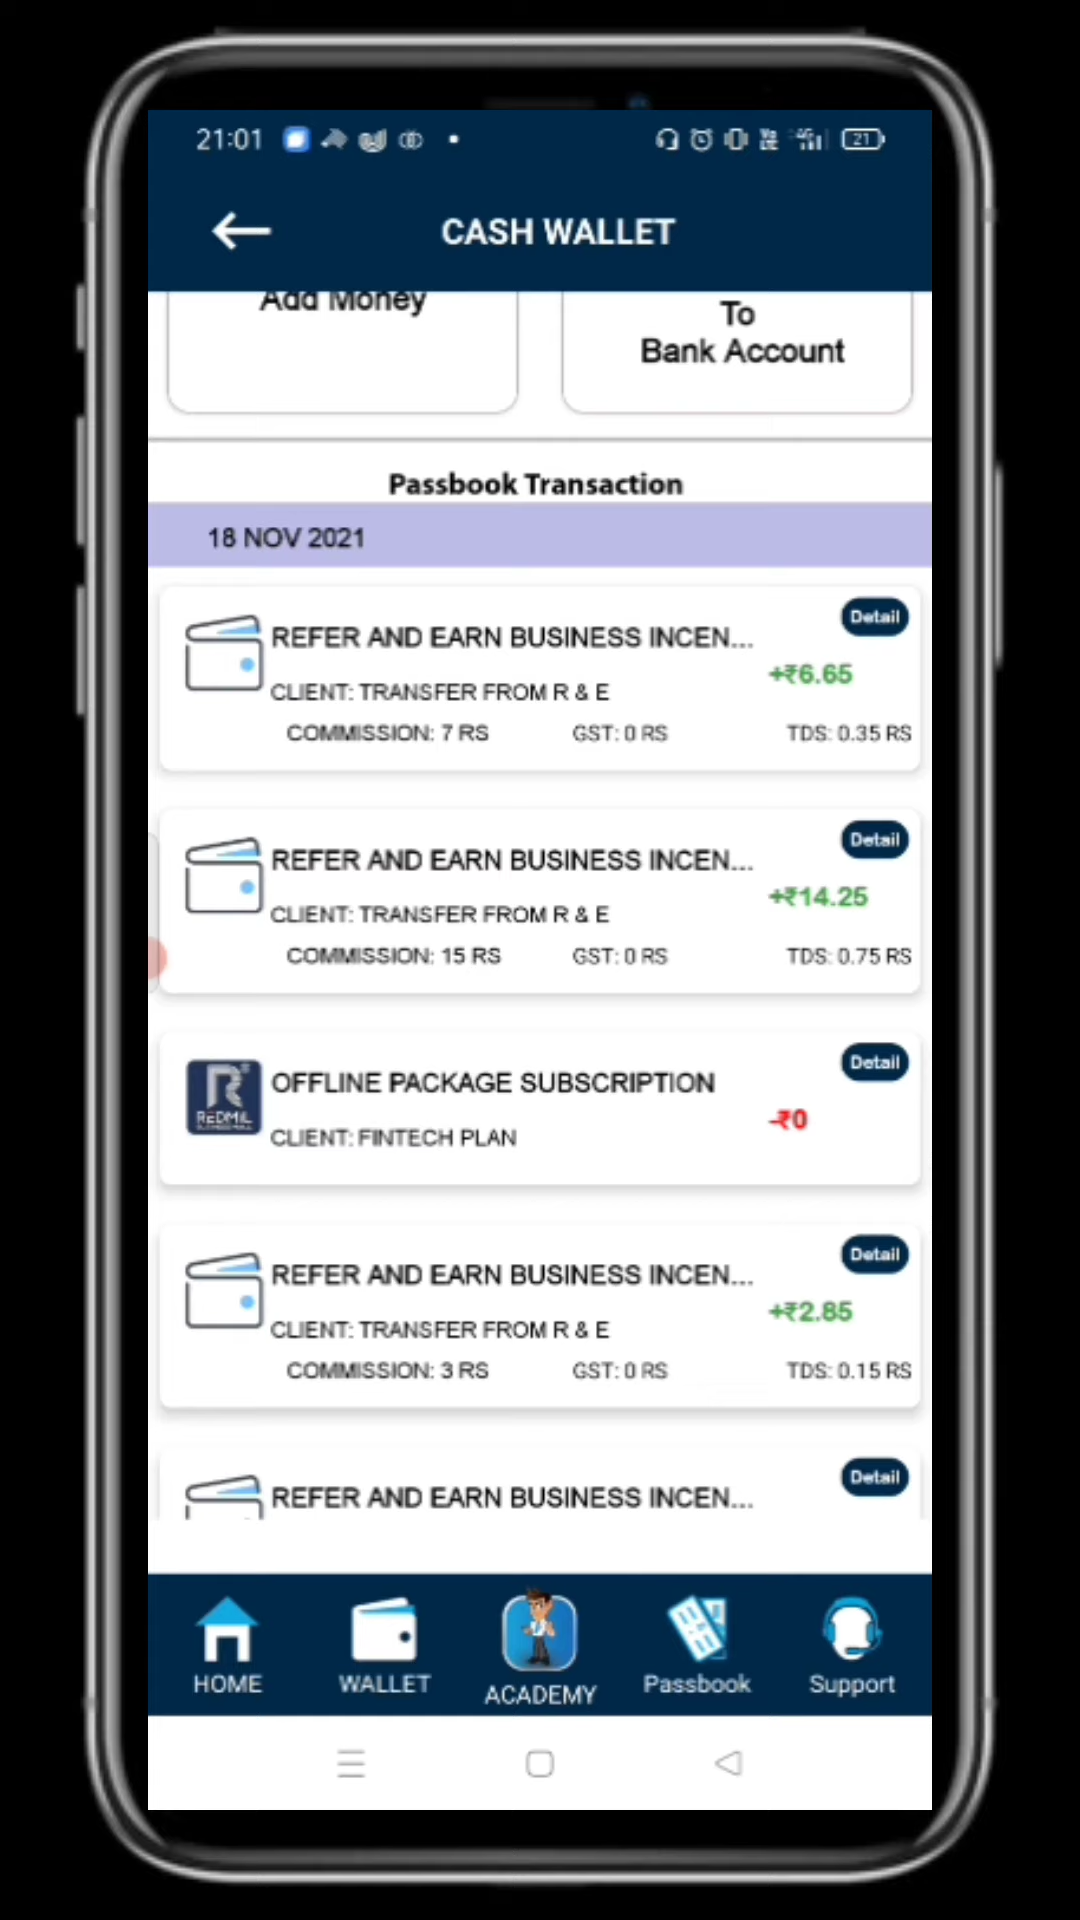 21:01
21
CASH WALLET
Add Money
To
Bank Account
Passbook Transaction
18 NOV 2021
Detail
REFER AND EARN BUSINESS INCEN...
+₹6.65
CLIENT: TRANSFER FROM R & E
COMMISSION: 7 RS GST: 0 RS TDS: 0.35 RS
Detail
REFER AND EARN BUSINESS INCEN...
+₹14.25
CLIENT: TRANSFER FROM R & E
COMMISSION: 15 RS GST: 0 RS TDS: 0.75 RS
Detail
REDMIL
OFFLINE PACKAGE SUBSCRIPTION
-₹0
CLIENT: FINTECH PLAN
Detail
REFER AND EARN BUSINESS INCEN...
+₹2.85
CLIENT: TRANSFER FROM R & E
COMMISSION: 3 RS GST: 0 RS TDS: 0.15 RS
Detail
REFER AND EARN BUSINESS INCEN...
HOME WALLET ACADEMY Passbook Support